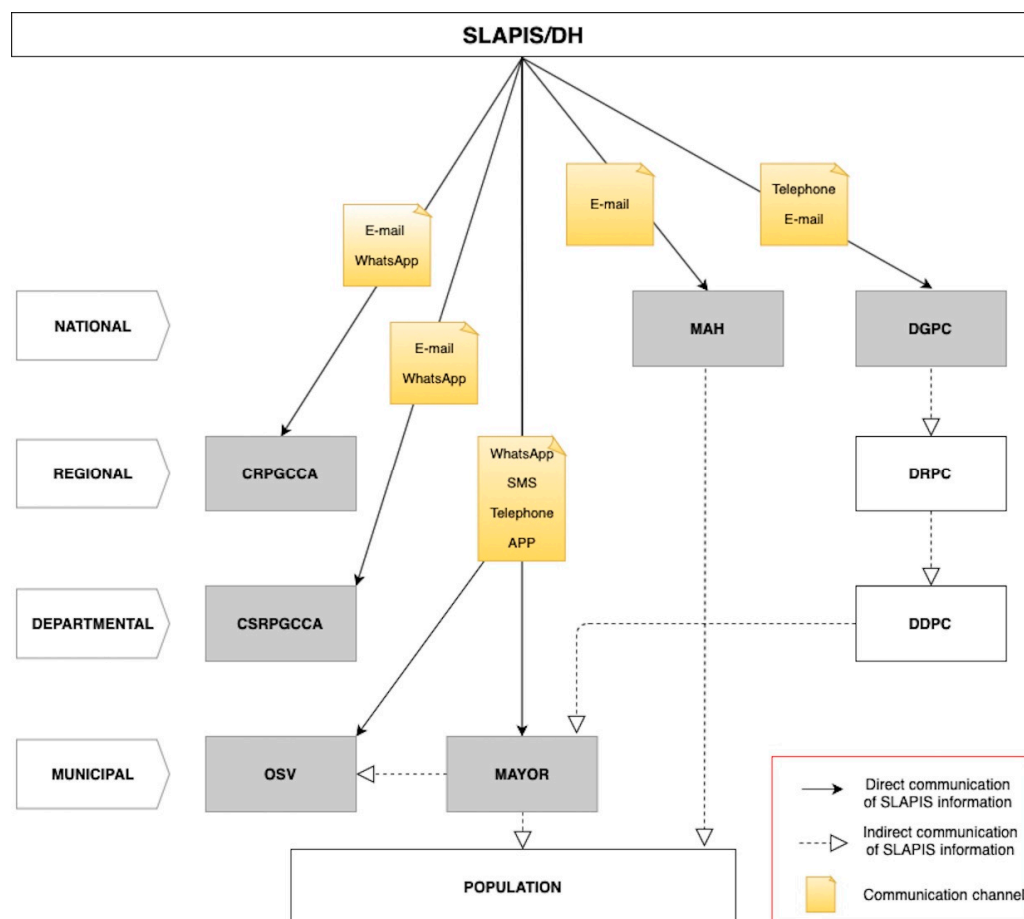 SLAPIS/DH
E-mail
Telephone
E-mail
E-mail
WhatsApp
NATIONAL
MAH
DGPC
E-mail
WhatsApp
REGIONAL
CRPGCCA
WhatsApp
SMS
Telephone
APP
DRPC
DEPARTMENTAL
CSRPGCCA
DDPC
MUNICIPAL
OSV
MAYOR
Direct communication
of SLAPIS information
Indirect communication
of SLAPIS information
Communication channel
POPULATION